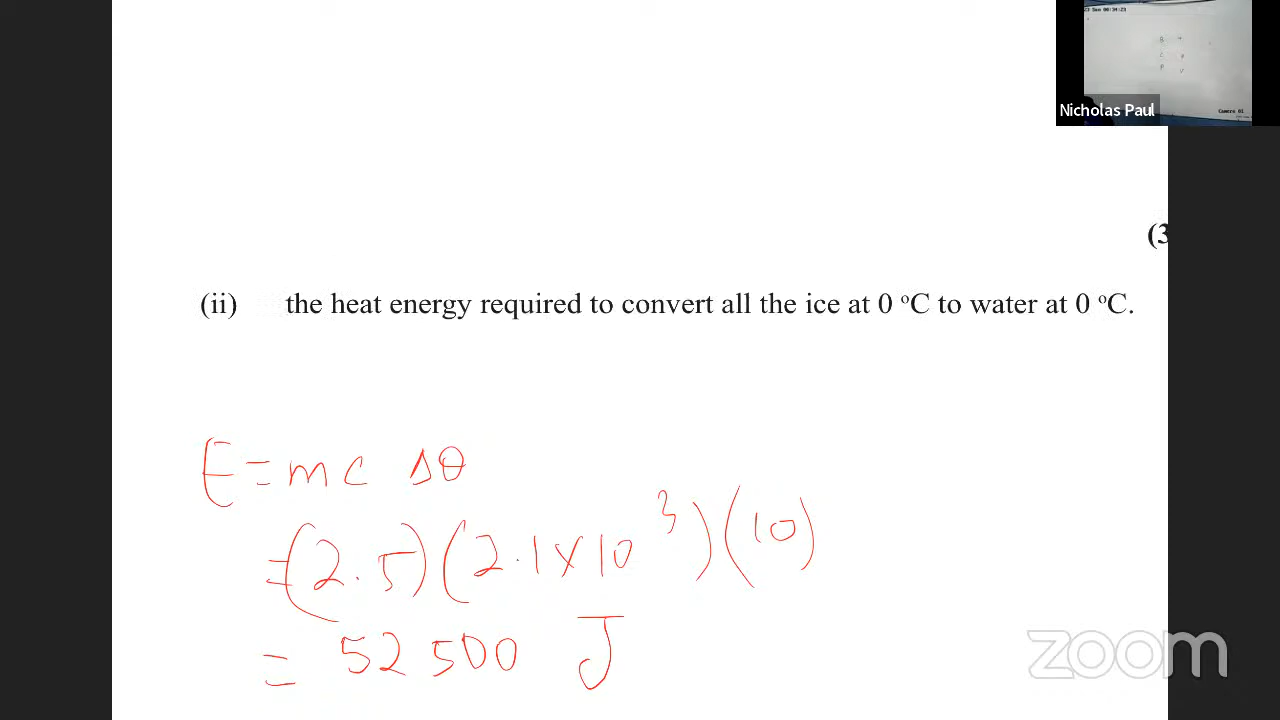 Nicholas Paul
(3
(ii) the heat energy required to convert all the ice at 0 °C to water at 0 °C.
E = mc Δθ
= (2.5) (2.1 x 10³) (10)
= 52 500 J
zoom